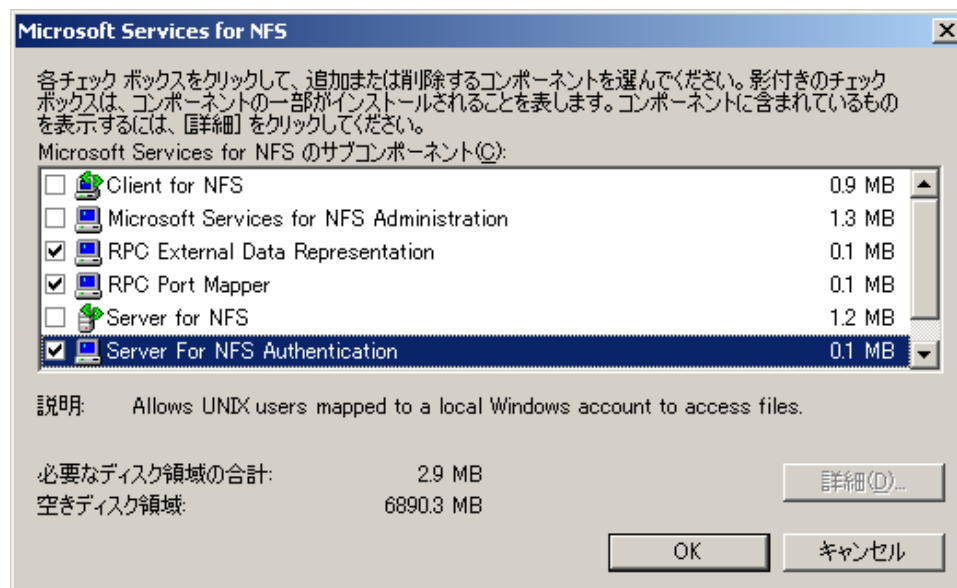 Microsoft Services for NFS
各チェック ボックスをクリックして、追加または削除するコンポーネントを選んでください。影付きのチェック
ボックスは、コンポーネントの一部がインストールされることを表します。コンポーネントに含まれているもの
を表示するには、[詳細] をクリックしてください。
Microsoft Services for NFS のサブコンポーネント(C):
Client for NFS 0.9 MB
Microsoft Services for NFS Administration 1.3 MB
RPC External Data Representation 0.1 MB
RPC Port Mapper 0.1 MB
Server for NFS 1.2 MB
Server For NFS Authentication 0.1 MB
説明: Allows UNIX users mapped to a local Windows account to access files.
必要なディスク領域の合計: 2.9 MB
空きディスク領域: 6890.3 MB
詳細(D)...
OK キャンセル